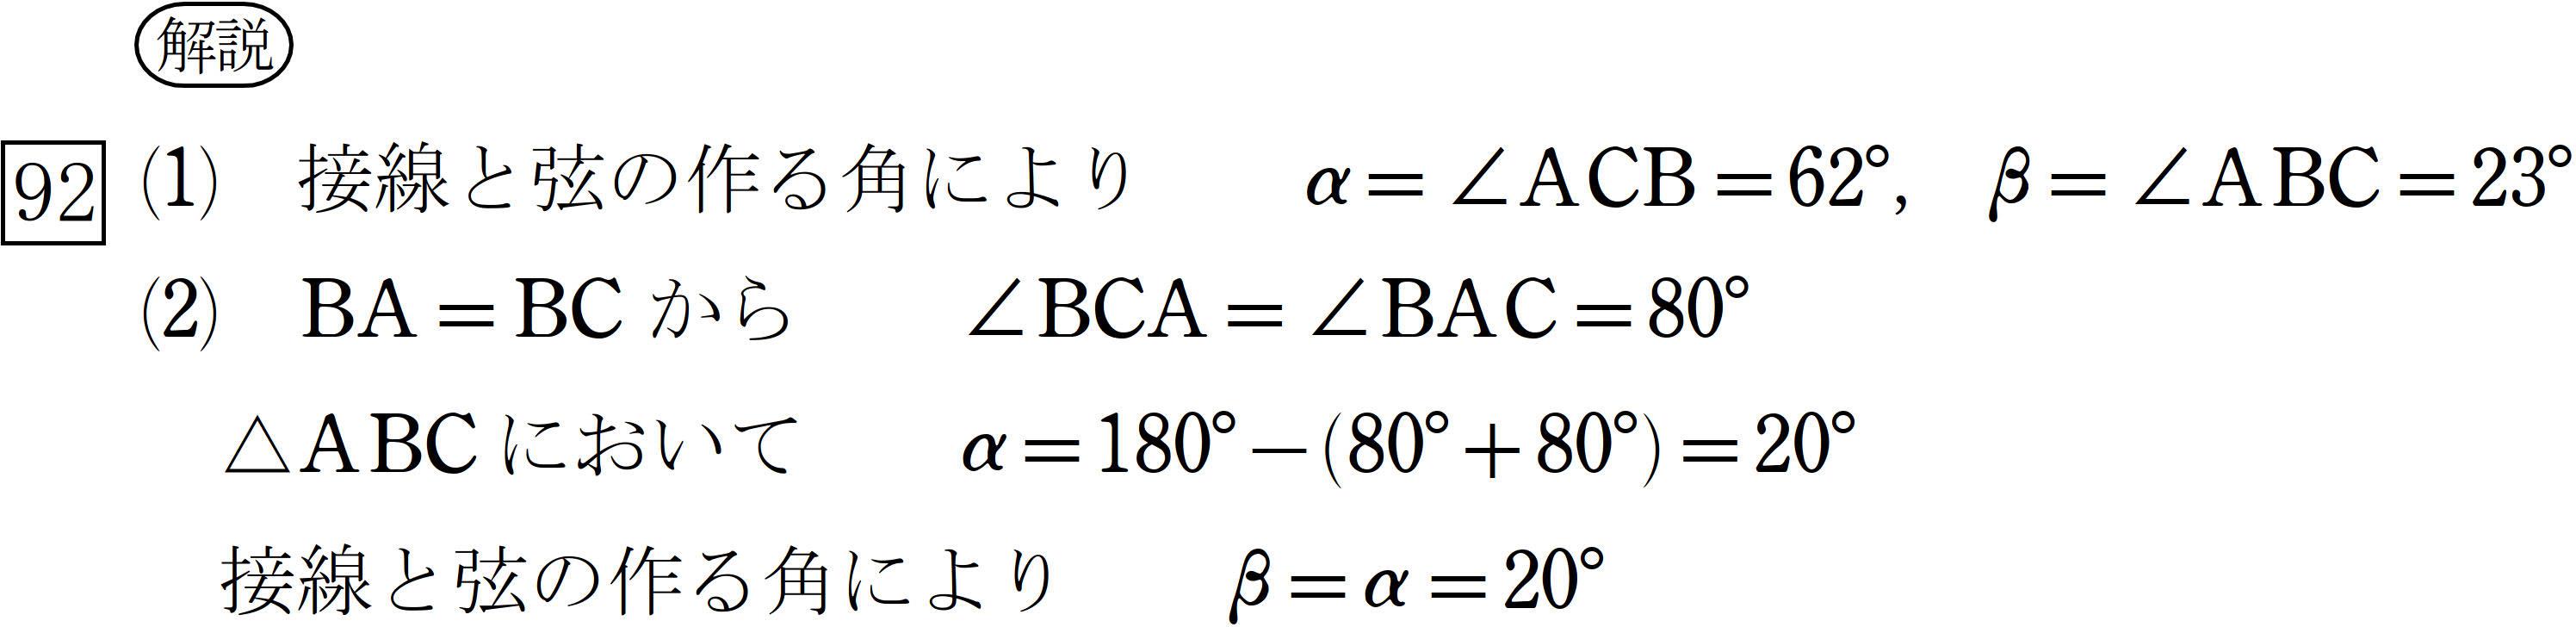 解説
92 (1) 接線と弦の作る角により α=∠ACB=62°, β=∠ABC=23°
(2) BA=BC から ∠BCA=∠BAC=80°
△ABC において α=180°−(80°+80°)=20°
接線と弦の作る角により β=α=20°